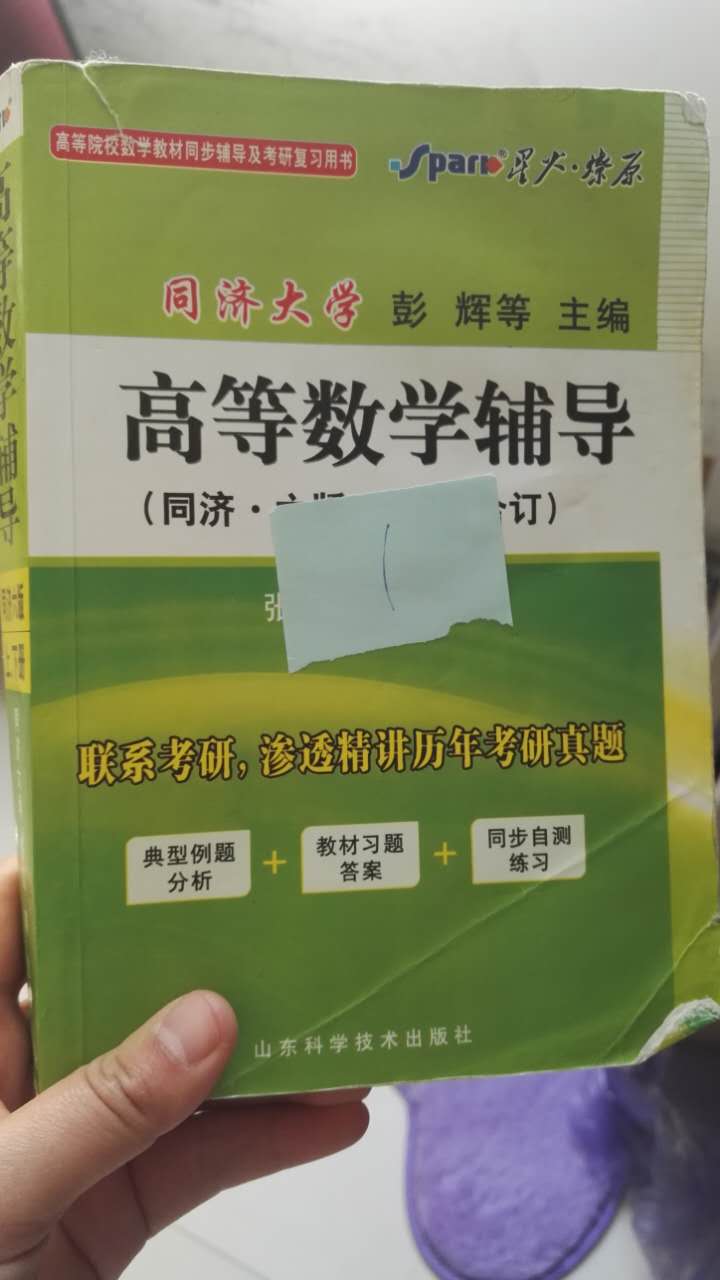 高等院校数学教材同步辅导及考研复习用书
Spark® 星火·燎原
同济大学 彭辉等 主编
高等数学辅导
(同济· 订)
张
联系考研,渗透精讲历年考研真题
典型例题
分析
+
教材习题
答案
+
同步自测
练习
山东科学技术出版社
高等数学辅导